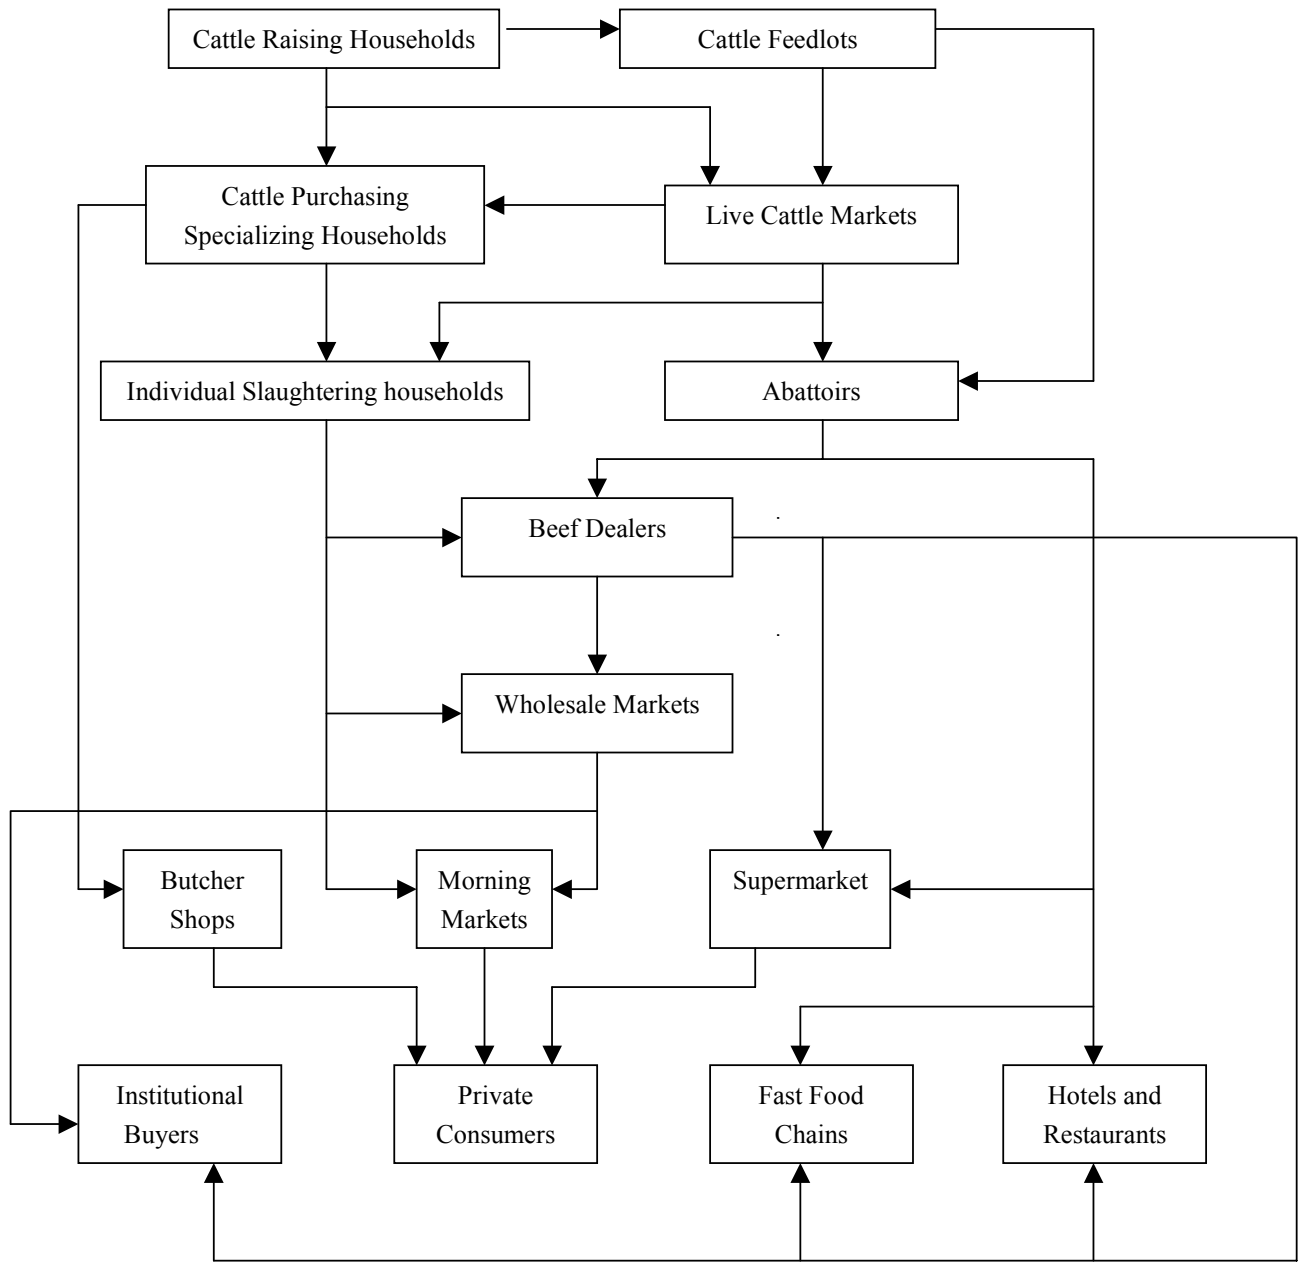 Cattle Raising Households
Cattle Feedlots
Cattle Purchasing
Specializing Households
Live Cattle Markets
Individual Slaughtering households
Abattoirs
Beef Dealers
Wholesale Markets
Butcher
Shops
Morning
Markets
Supermarket
Institutional
Buyers
Private
Consumers
Fast Food
Chains
Hotels and
Restaurants